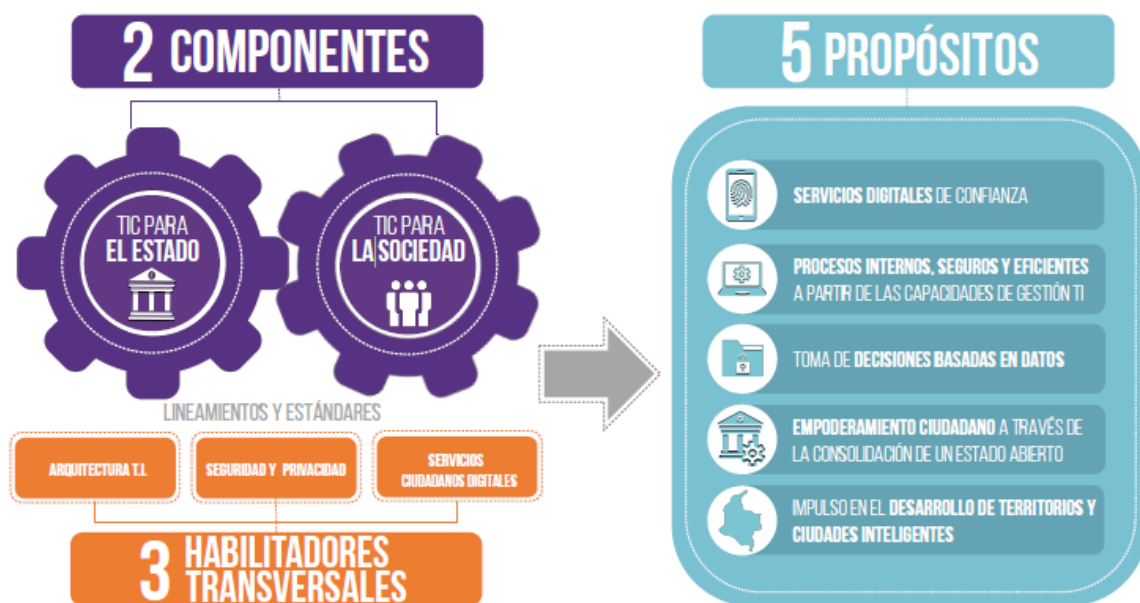 2 COMPONENTES
TIC PARA
EL ESTADO
TIC PARA
LA SOCIEDAD
LINEAMIENTOS Y ESTÁNDARES
ARQUITECTURA T.I.
SEGURIDAD Y PRIVACIDAD
SERVICIOS
CIUDADANOS DIGITALES
3 HABILITADORES
TRANSVERSALES
5 PROPÓSITOS
SERVICIOS DIGITALES DE CONFIANZA
PROCESOS INTERNOS, SEGUROS Y EFICIENTES
A PARTIR DE LAS CAPACIDADES DE GESTIÓN TI
TOMA DE DECISIONES BASADAS EN DATOS
EMPODERAMIENTO CIUDADANO A TRAVÉS DE
LA CONSOLIDACIÓN DE UN ESTADO ABIERTO
IMPULSO EN EL DESARROLLO DE TERRITORIOS Y
CIUDADES INTELIGENTES